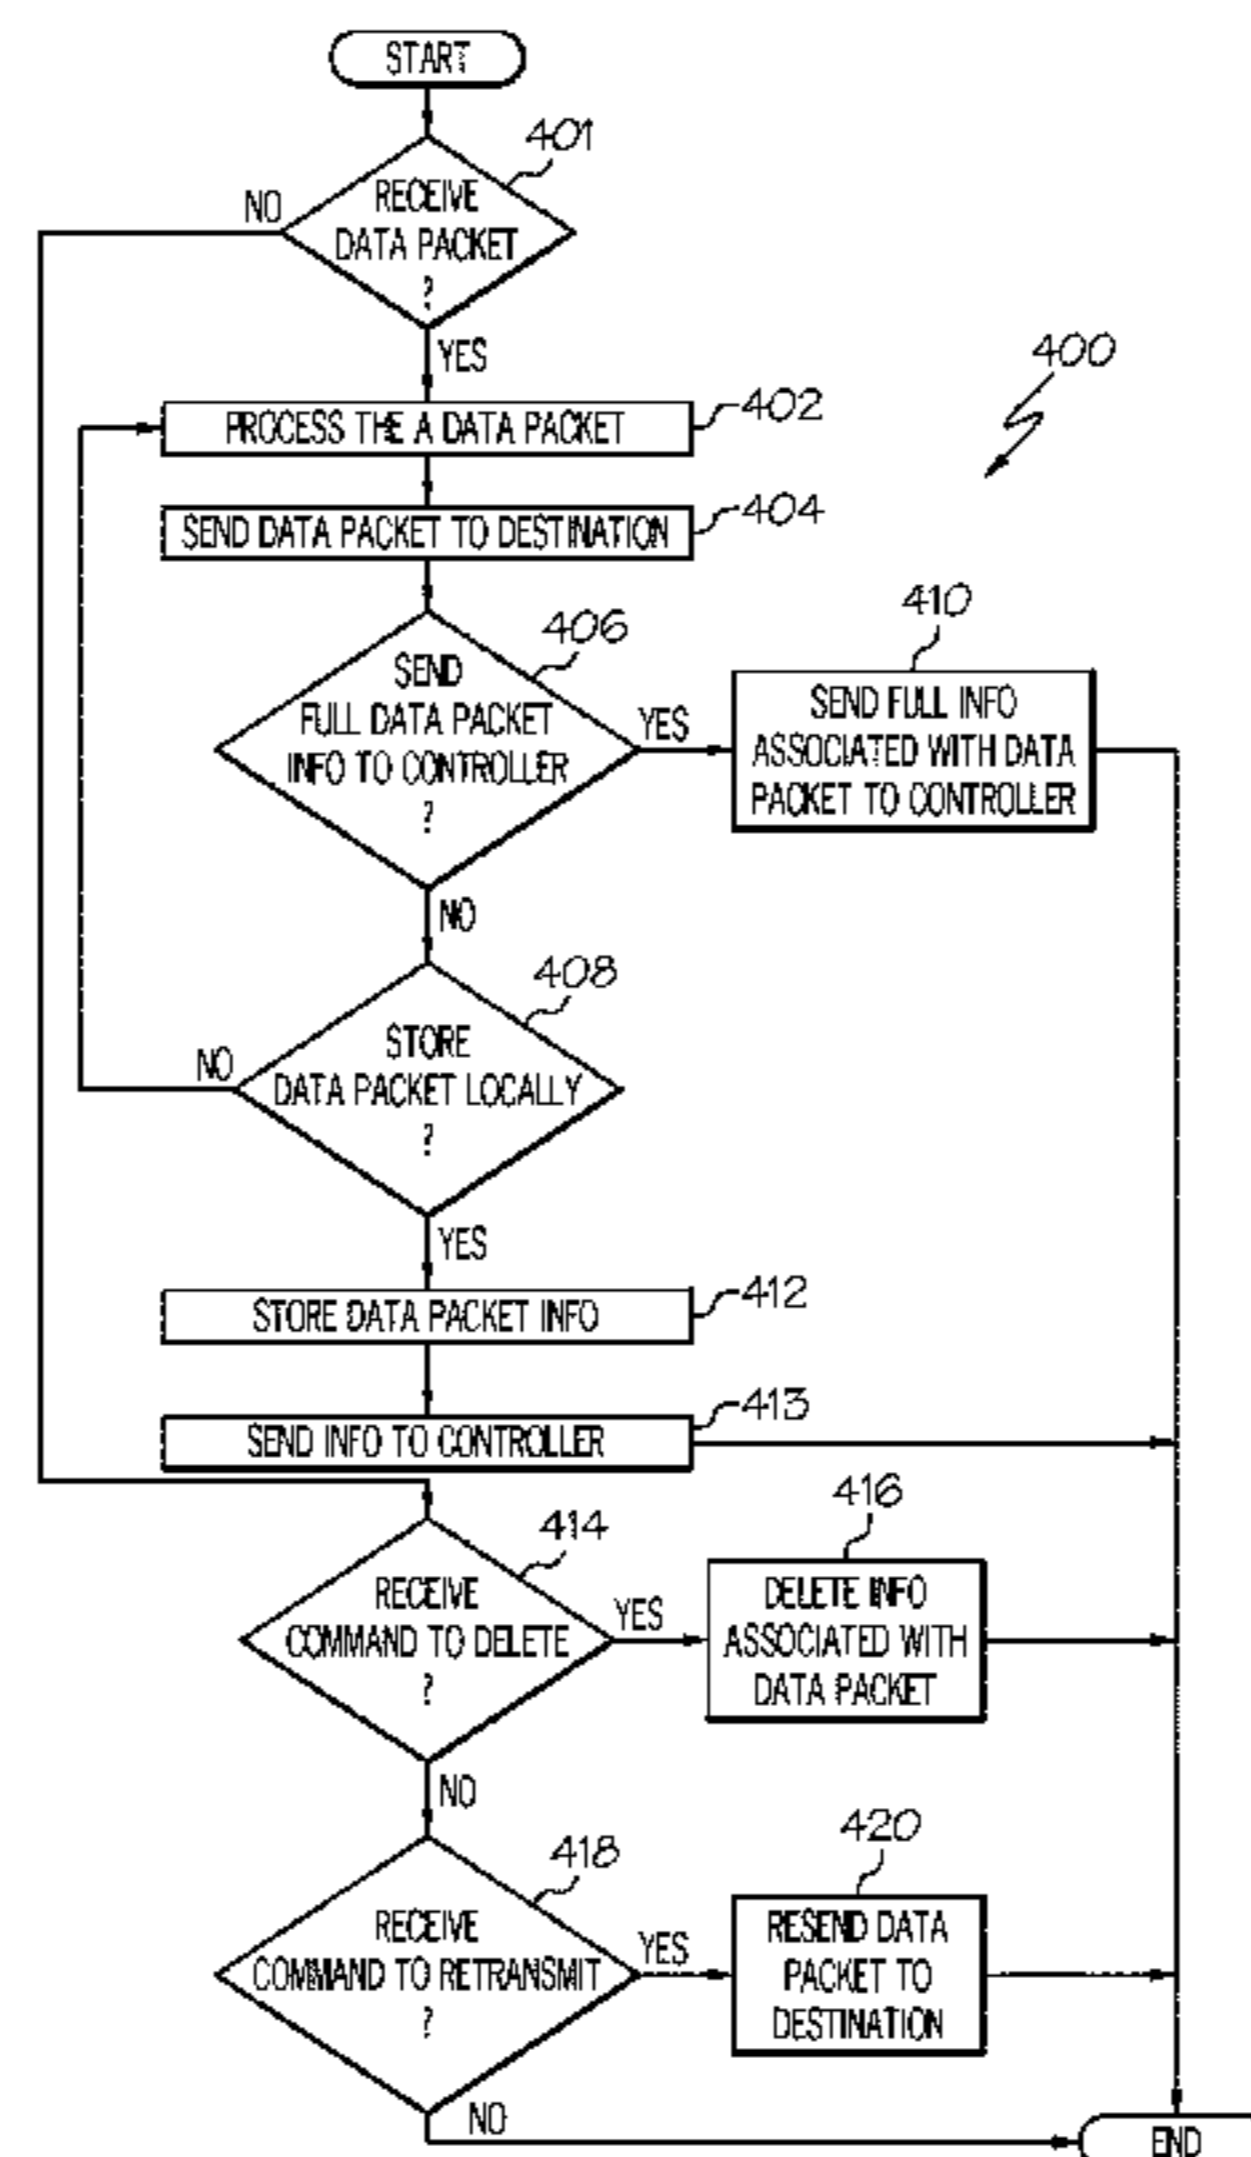 START
401
RECEIVE
DATA PACKET
?
NO
YES
400
PROCESS THE A DATA PACKET
402
SEND DATA PACKET TO DESTINATION
404
406
SEND
FULL DATA PACKET
INFO TO CONTROLLER
?
YES
410
SEND FULL INFO
ASSOCIATED WITH DATA
PACKET TO CONTROLLER
NO
408
STORE
DATA PACKET LOCALLY
?
NO
YES
STORE DATA PACKET INFO
412
SEND INFO TO CONTROLLER
413
414
RECEIVE
COMMAND TO DELETE
?
YES
416
DELETE INFO
ASSOCIATED WITH
DATA PACKET
NO
418
RECEIVE
COMMAND TO RETRANSMIT
?
YES
420
RESEND DATA
PACKET TO
DESTINATION
NO
END